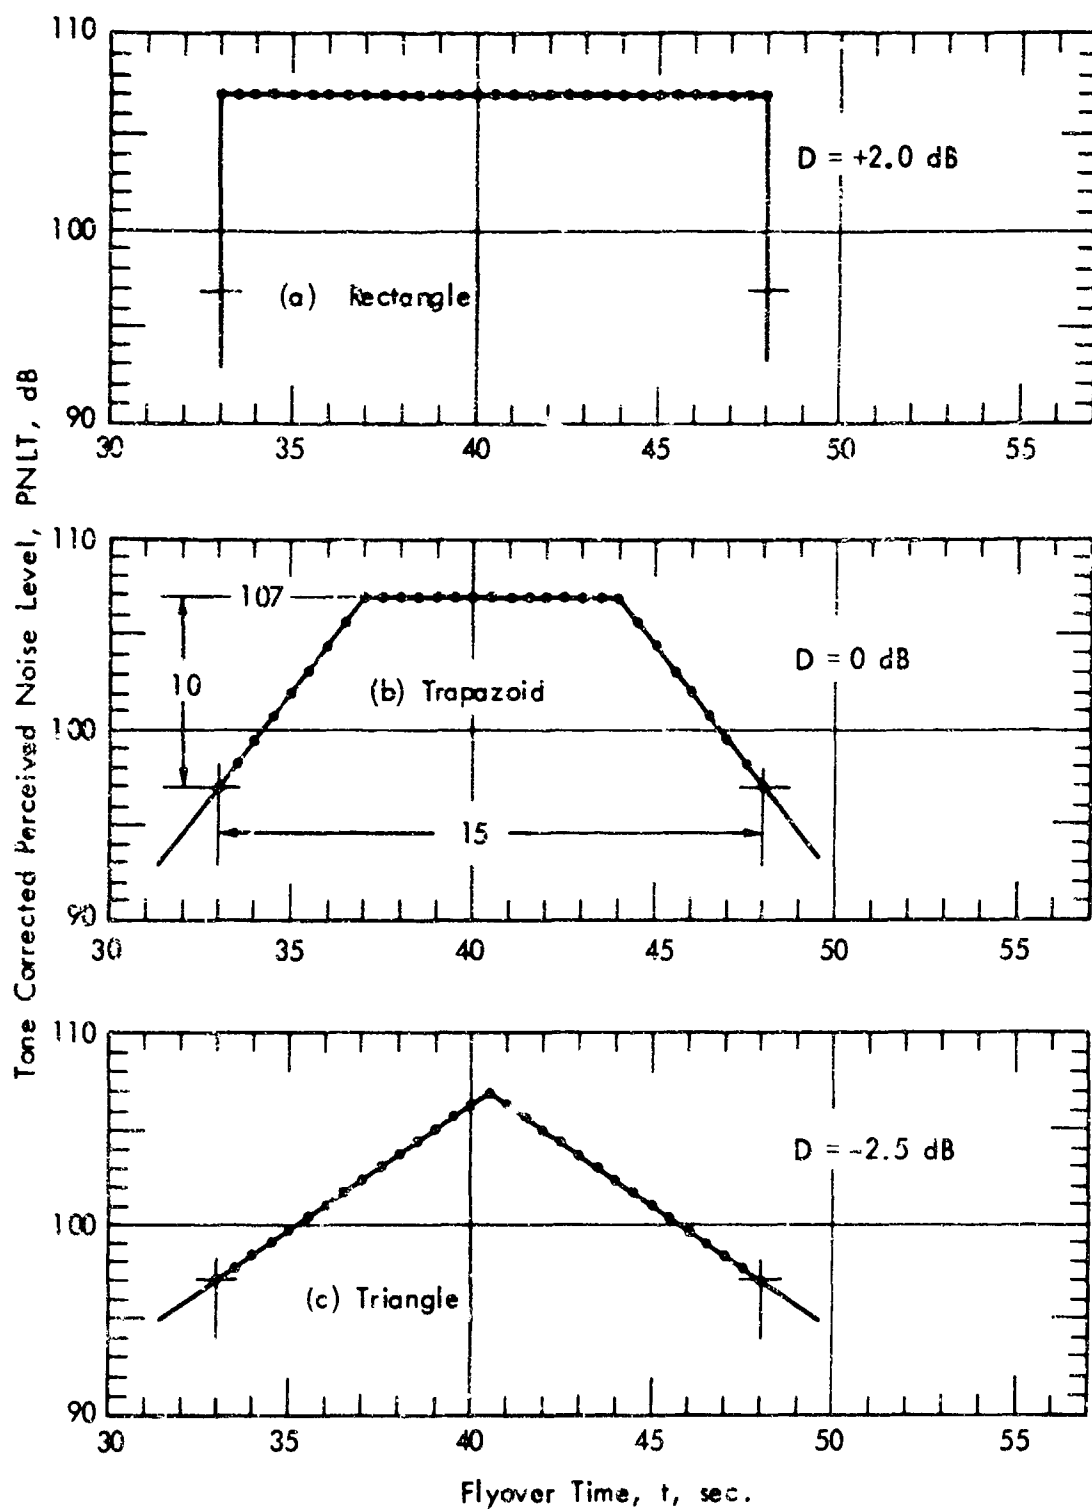 Tone Corrected Perceived Noise Level, PNLT, dB
110
100
90
D = +2.0 dB
(a) Rectangle
30 35 40 45 50 55
110
100
90
107
10
15
D = 0 dB
(b) Trapazoid
30 35 40 45 50 55
110
100
90
D = -2.5 dB
(c) Triangle
30 35 40 45 50 55
Flyover Time, t, sec.